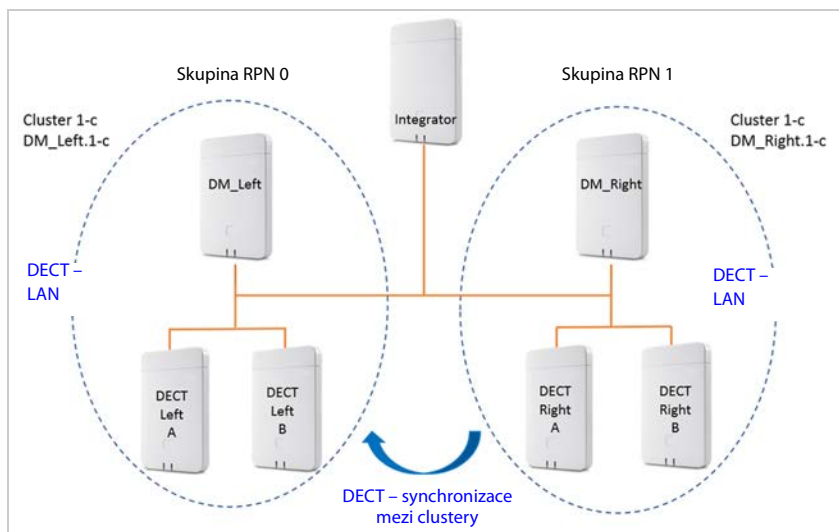 Skupina RPN 0
Skupina RPN 1
Integrator
Cluster 1-c
DM_Left.1-c
Cluster 1-c
DM_Right.1-c
DM_Left
DM_Right
DECT –
LAN
DECT –
LAN
DECT
Left
A
DECT
Left
B
DECT
Right
A
DECT
Right
B
DECT – synchronizace
mezi clustery